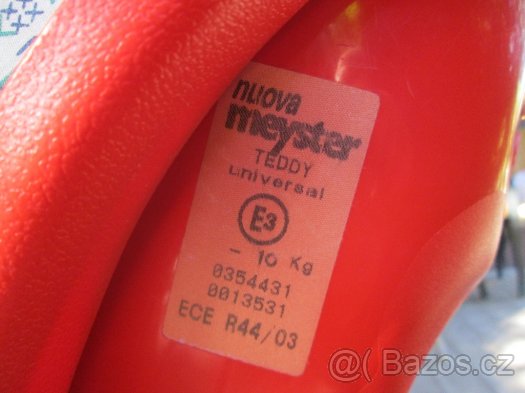 nuova
meyster
TEDDY
universal
E3
- 10 Kg
0354431
0013531
ECE R44/03
Bazos.cz